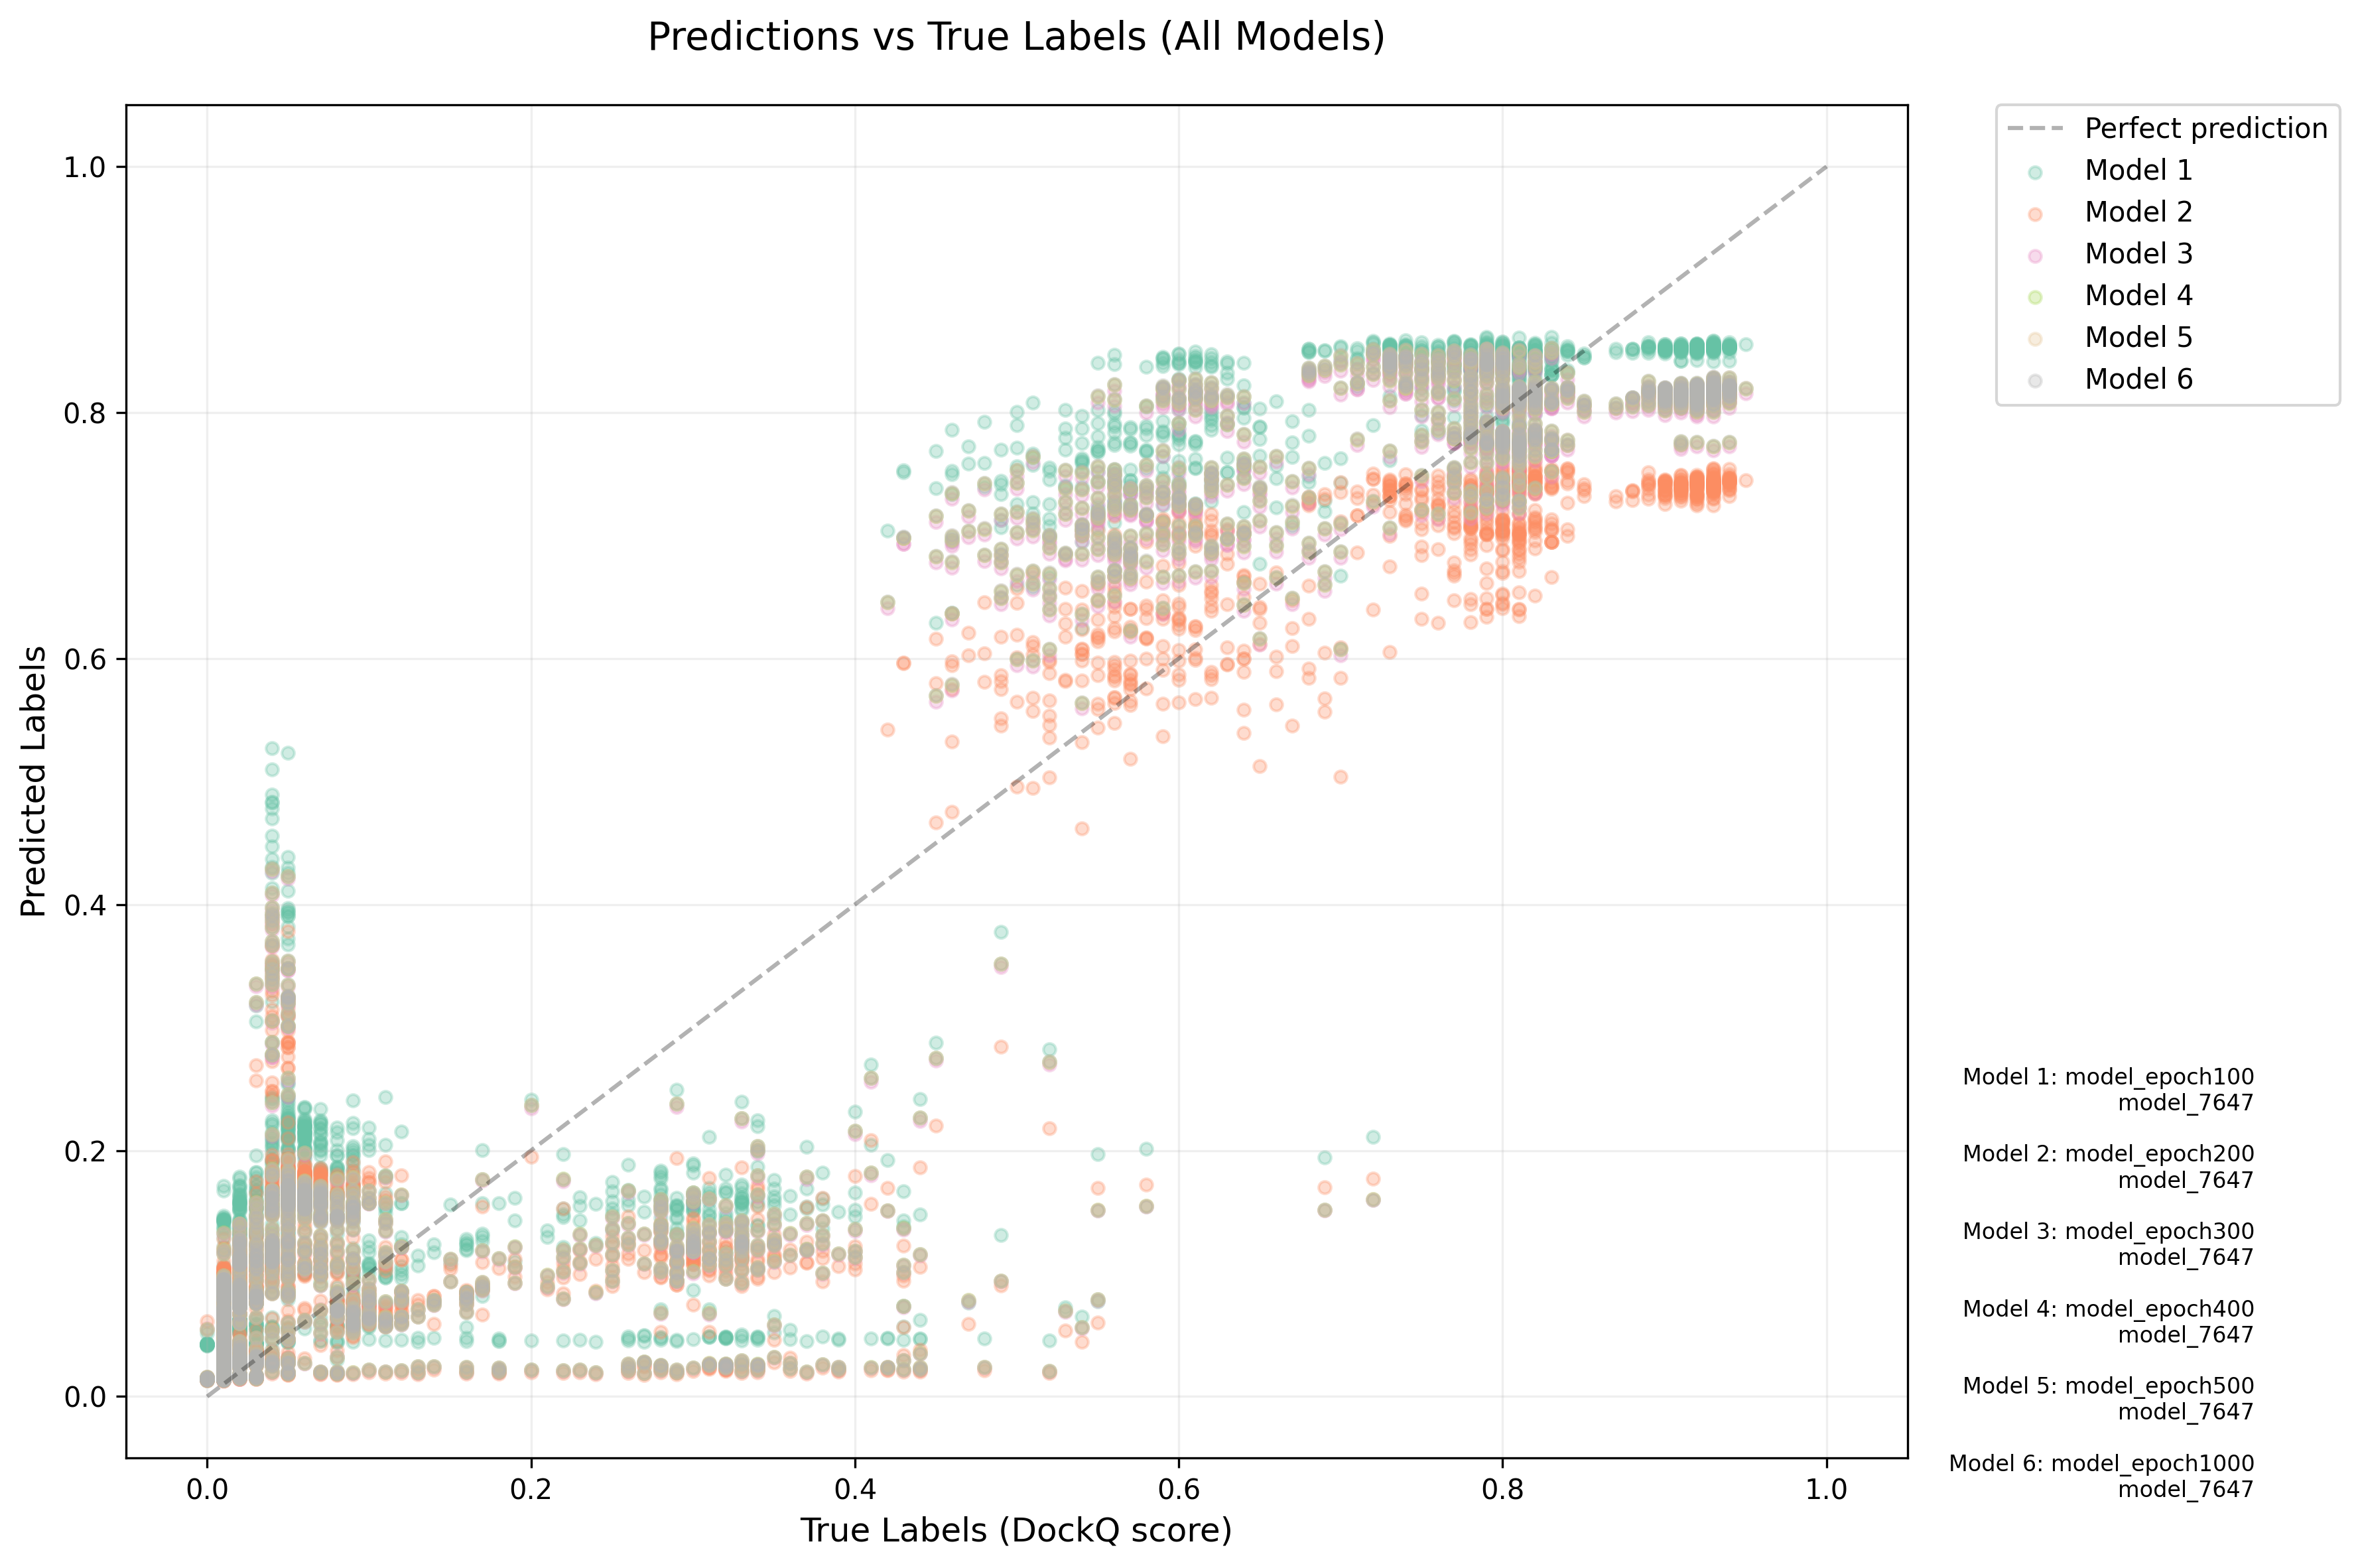 Predictions vs True Labels (All Models)
Perfect prediction
Model 1
Model 2
Model 3
Model 4
Model 5
Model 6
1.0
0.8
0.6
0.4
0.2
0.0
Predicted Labels
0.0 0.2 0.4 0.6 0.8 1.0
True Labels (DockQ score)
Model 1: model_epoch100
model_7647
Model 2: model_epoch200
model_7647
Model 3: model_epoch300
model_7647
Model 4: model_epoch400
model_7647
Model 5: model_epoch500
model_7647
Model 6: model_epoch1000
model_7647